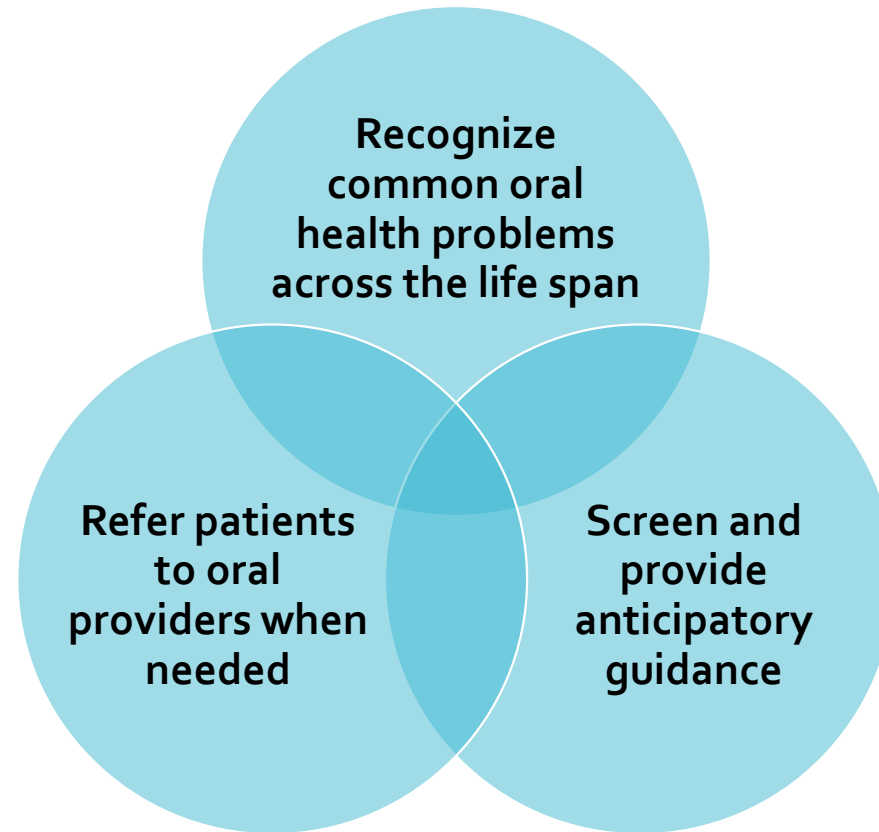 Recognize
common oral
health problems
across the life span
Refer patients
to oral
providers when
needed
Screen and
provide
anticipatory
guidance